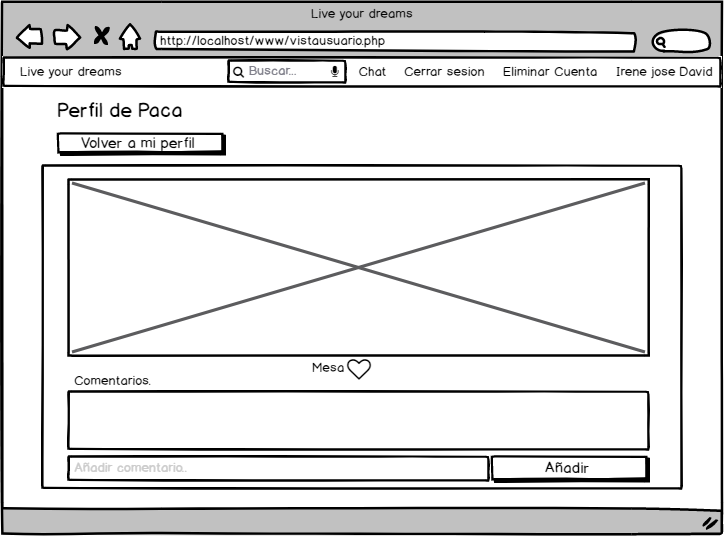 Live your dreams
http://localhost/www/vistausuario.php
Live your dreams
Buscar...
Chat
Cerrar sesion
Eliminar Cuenta
Irene jose David
Perfil de Paca
Volver a mi perfil
Mesa
Comentarios.
Añadir comentario..
Añadir